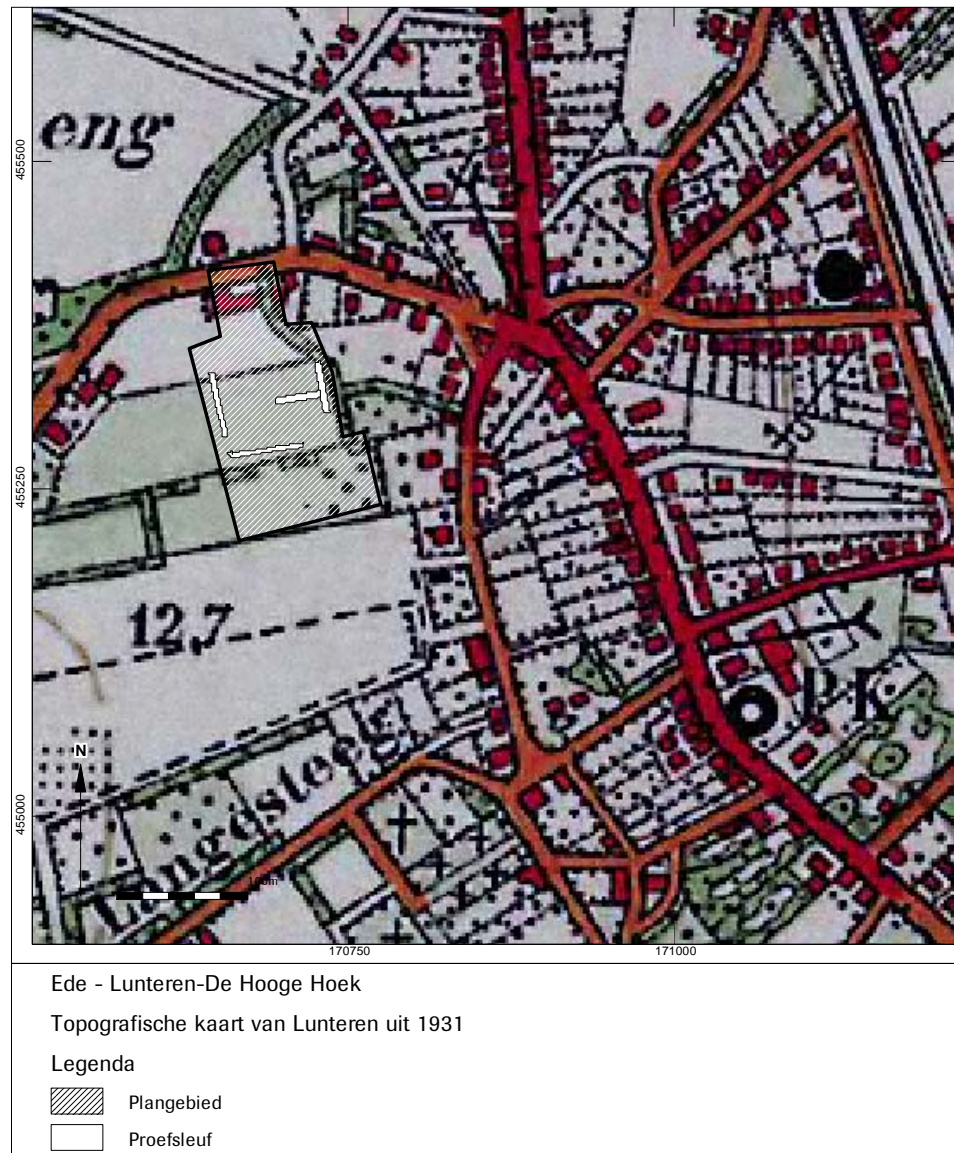 eng
455500
455250
12,7
P.K
N
Langesteeg
455000
100m
170750
171000
Ede - Lunteren-De Hooge Hoek
Topografische kaart van Lunteren uit 1931
Legenda
Plangebied
Proefsleuf